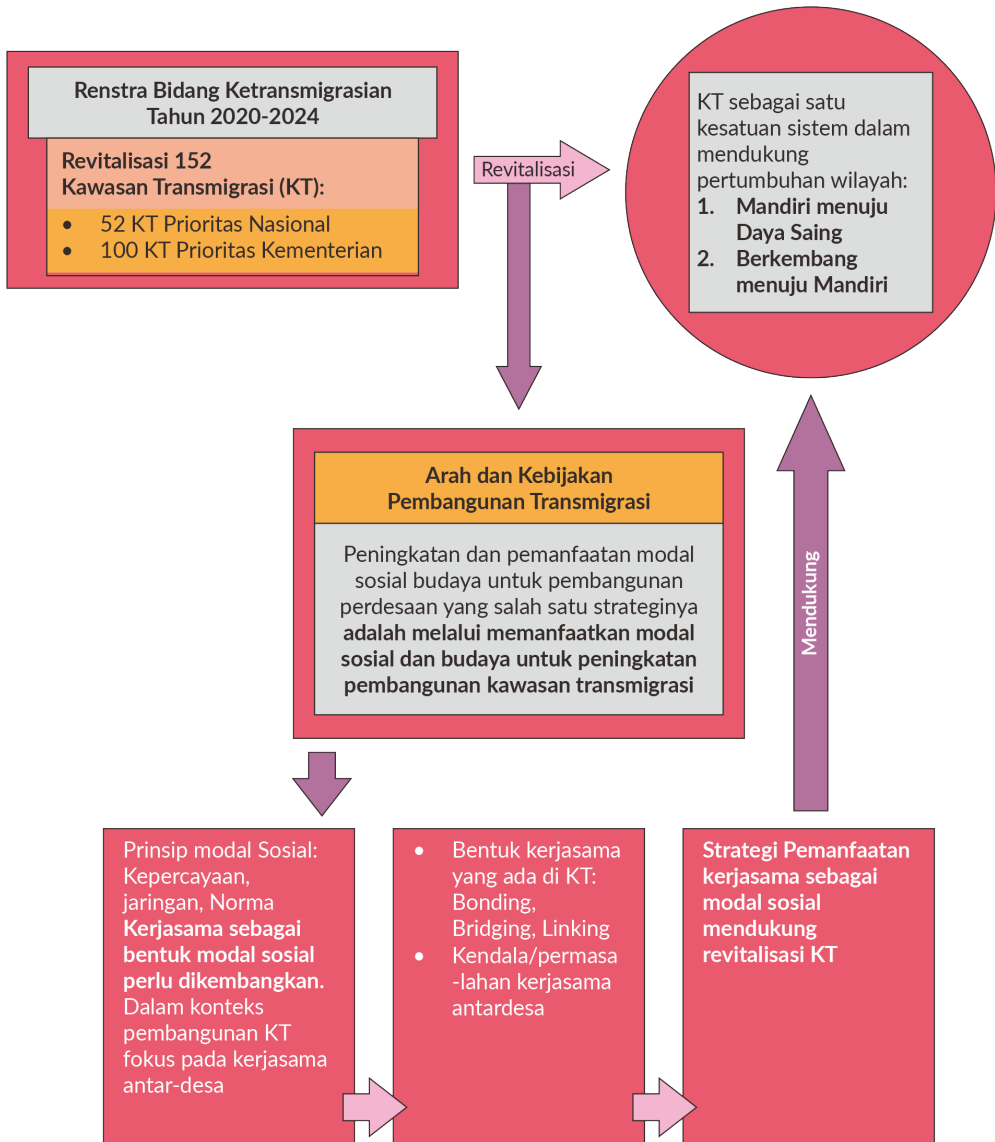 Renstra Bidang Ketransmigrasian
Tahun 2020-2024
Revitalisasi 152
Kawasan Transmigrasi (KT):
• 52 KT Prioritas Nasional
• 100 KT Prioritas Kementerian
Revitalisasi
KT sebagai satu
kesatuan sistem dalam
mendukung
pertumbuhan wilayah:
1. Mandiri menuju
Daya Saing
2. Berkembang
menuju Mandiri
Arah dan Kebijakan
Pembangunan Transmigrasi
Peningkatan dan pemanfaatan modal
sosial budaya untuk pembangunan
perdesaan yang salah satu strateginya
adalah melalui memanfaatkan modal
sosial dan budaya untuk peningkatan
pembangunan kawasan transmigrasi
Mendukung
Prinsip modal Sosial:
Kepercayaan,
jaringan, Norma
Kerjasama sebagai
bentuk modal sosial
perlu dikembangkan.
Dalam konteks
pembangunan KT
fokus pada kerjasama
antar-desa
• Bentuk kerjasama
yang ada di KT:
Bonding,
Bridging, Linking
• Kendala/permasa
-lahan kerjasama
antardesa
Strategi Pemanfaatan
kerjasama sebagai
modal sosial
mendukung
revitalisasi KT